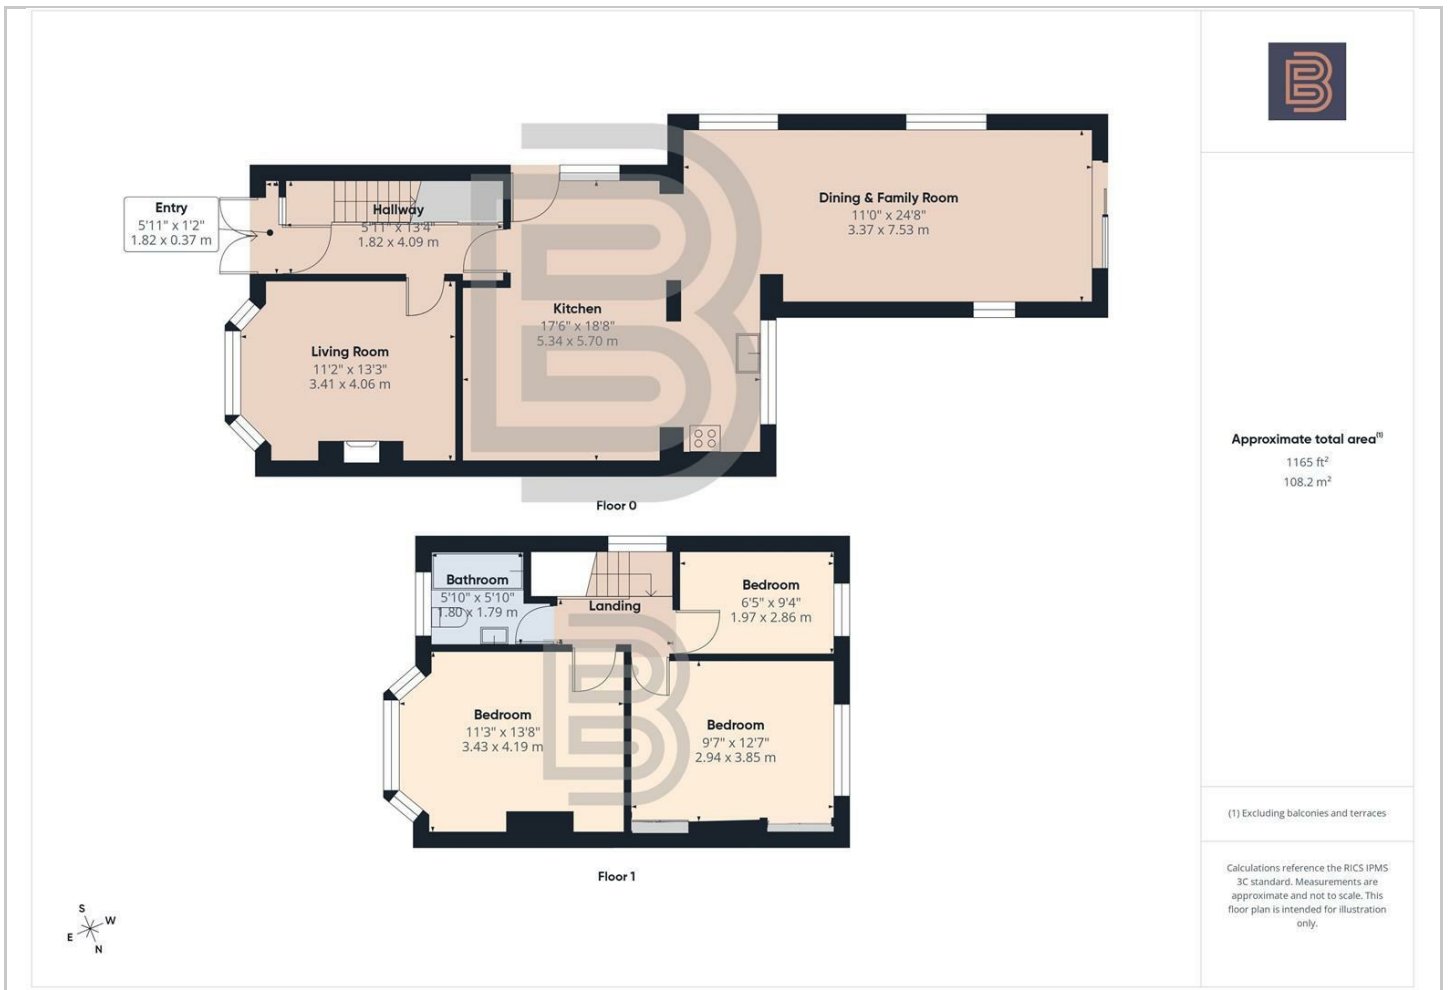 Entry
5'11" x 1'2"
1.82 x 0.37 m
Hallway
5'11" x 13'4"
1.82 x 4.09 m
Dining & Family Room
11'0" x 24'8"
3.37 x 7.53 m
Kitchen
17'6" x 18'8"
5.34 x 5.70 m
Living Room
11'2" x 13'3"
3.41 x 4.06 m
Floor 0
Bathroom
5'10" x 5'10"
1.80 x 1.79 m
Landing
Bedroom
6'5" x 9'4"
1.97 x 2.86 m
Bedroom
11'3" x 13'8"
3.43 x 4.19 m
Bedroom
9'7" x 12'7"
2.94 x 3.85 m
Floor 1
S
W
E
N
B
Approximate total area(1)
1165 ft²
108.2 m²
(1) Excluding balconies and terraces
Calculations reference the RICS IPMS
3C standard. Measurements are
approximate and not to scale. This
floor plan is intended for illustration
only.